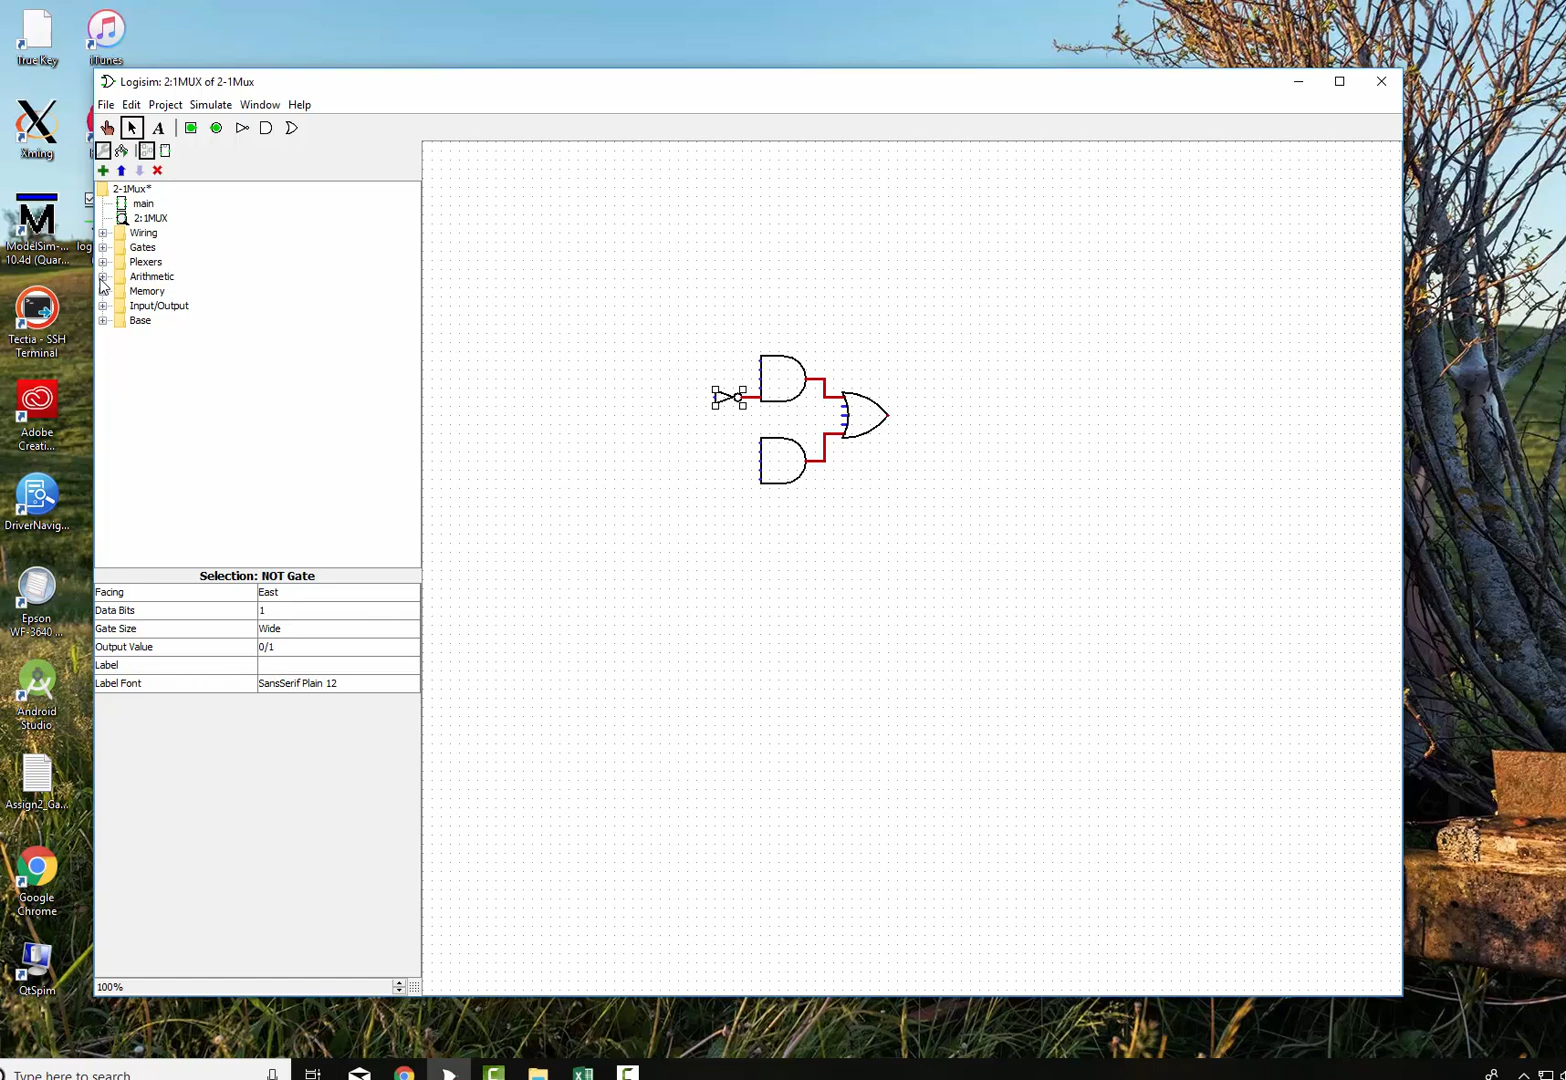 True Key
iTunes
Xming
ModelSim-...
10.4d (Quar...
log
Tectia - SSH
Terminal
Adobe
Creati...
DriverNavig...
Epson
WF-3640 ...
Android
Studio
Assign2_Ga...
Google
Chrome
QtSpim
Logisim: 2:1MUX of 2-1Mux
File Edit Project Simulate Window Help
A
2-1Mux*
main
2:1MUX
Wiring
Gates
Plexers
Arithmetic
Memory
Input/Output
Base
Selection: NOT Gate
Facing East
Data Bits 1
Gate Size Wide
Output Value 0/1
Label
Label Font SansSerif Plain 12
100%
Type here to search